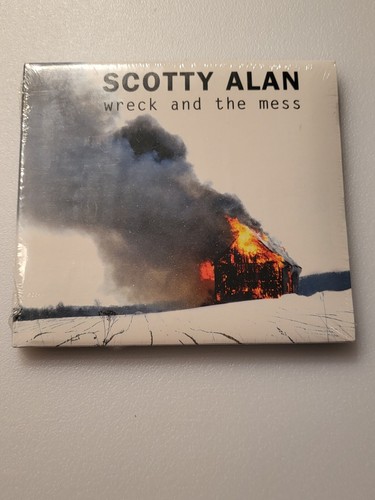 SCOTTY ALAN
wreck and the mess